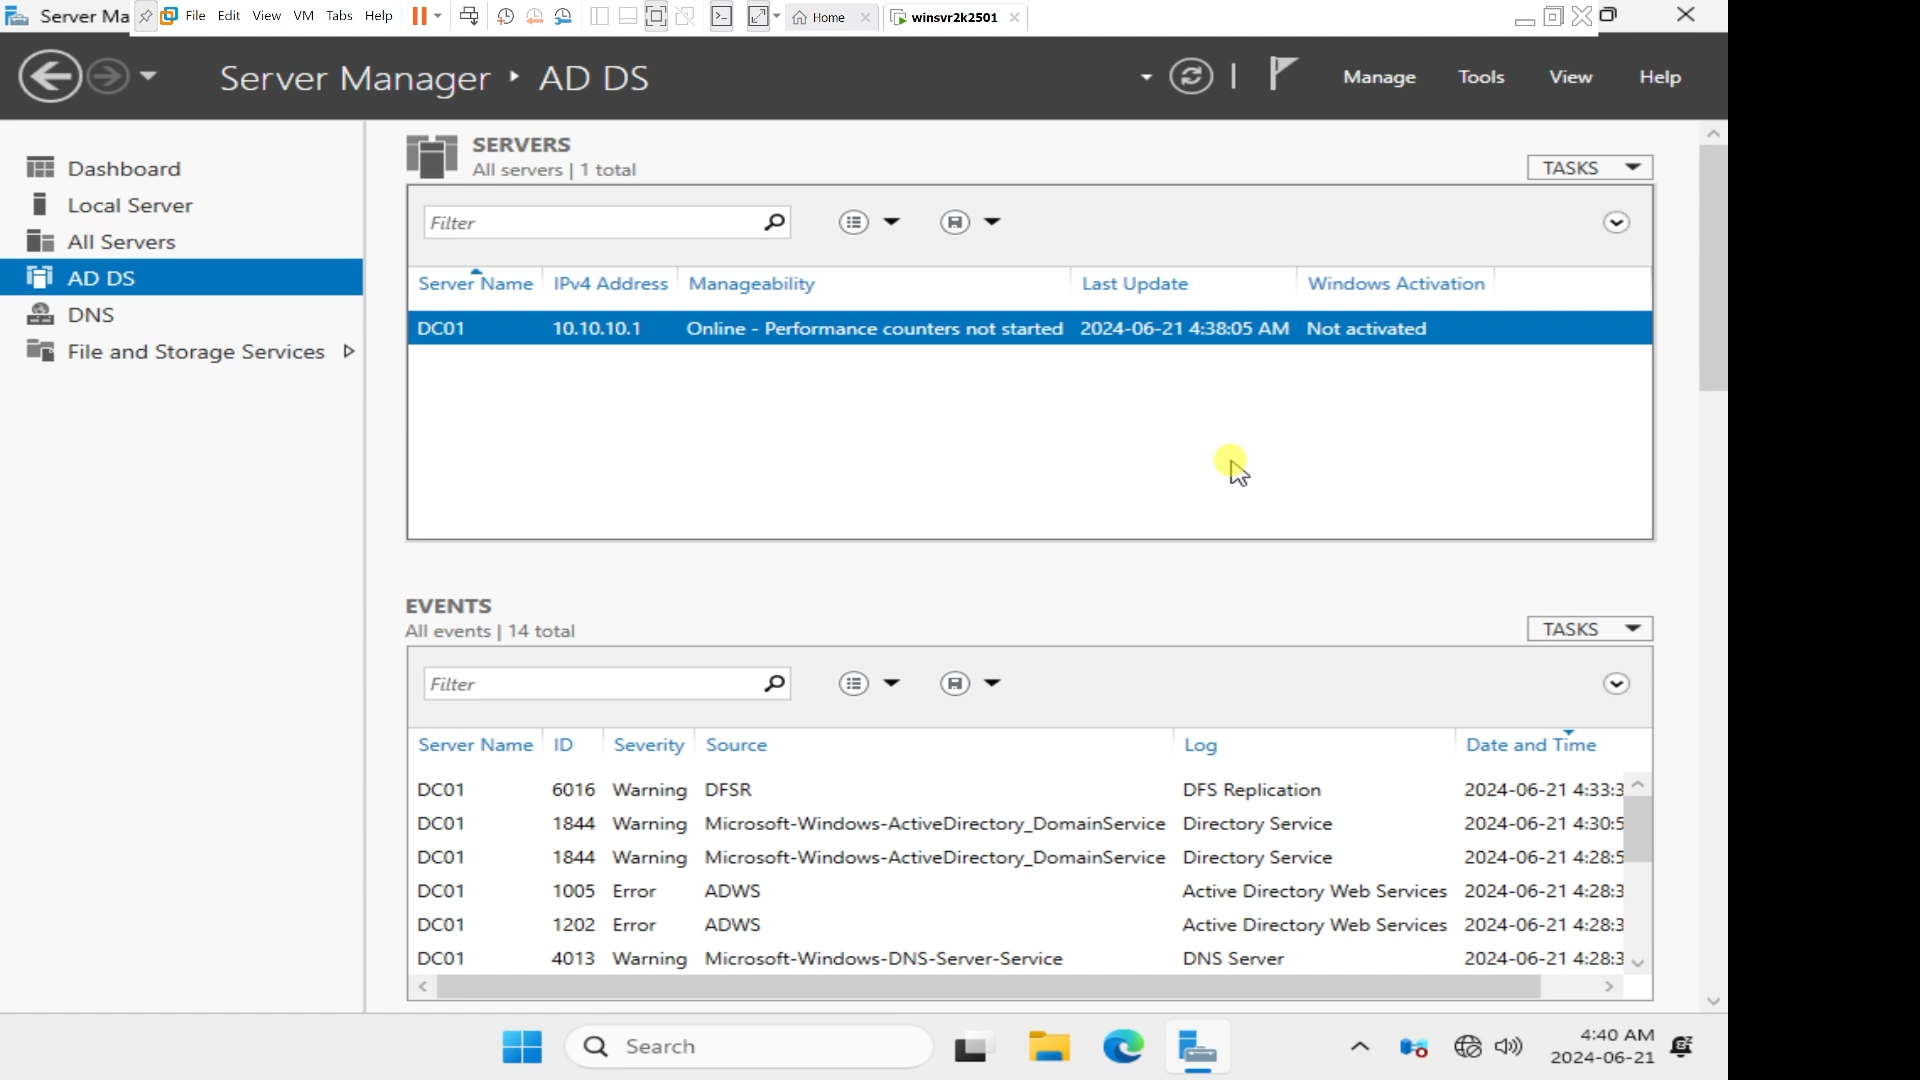 Server Ma File Edit View VM Tabs Help Home winsvr2k2501
Server Manager AD DS Manage Tools View Help
Dashboard
Local Server
All Servers
AD DS
DNS
File and Storage Services
SERVERS
All servers | 1 total
TASKS
Filter
Server Name IPv4 Address Manageability Last Update Windows Activation
DC01 10.10.10.1 Online - Performance counters not started 2024-06-21 4:38:05 AM Not activated
EVENTS
All events | 14 total
TASKS
Filter
Server Name ID Severity Source Log Date and Time
DC01 6016 Warning DFSR DFS Replication 2024-06-21 4:33:3
DC01 1844 Warning Microsoft-Windows-ActiveDirectory_DomainService Directory Service 2024-06-21 4:30:5
DC01 1844 Warning Microsoft-Windows-ActiveDirectory_DomainService Directory Service 2024-06-21 4:28:5
DC01 1005 Error ADWS Active Directory Web Services 2024-06-21 4:28:3
DC01 1202 Error ADWS Active Directory Web Services 2024-06-21 4:28:3
DC01 4013 Warning Microsoft-Windows-DNS-Server-Service DNS Server 2024-06-21 4:28:3
Search
4:40 AM
2024-06-21